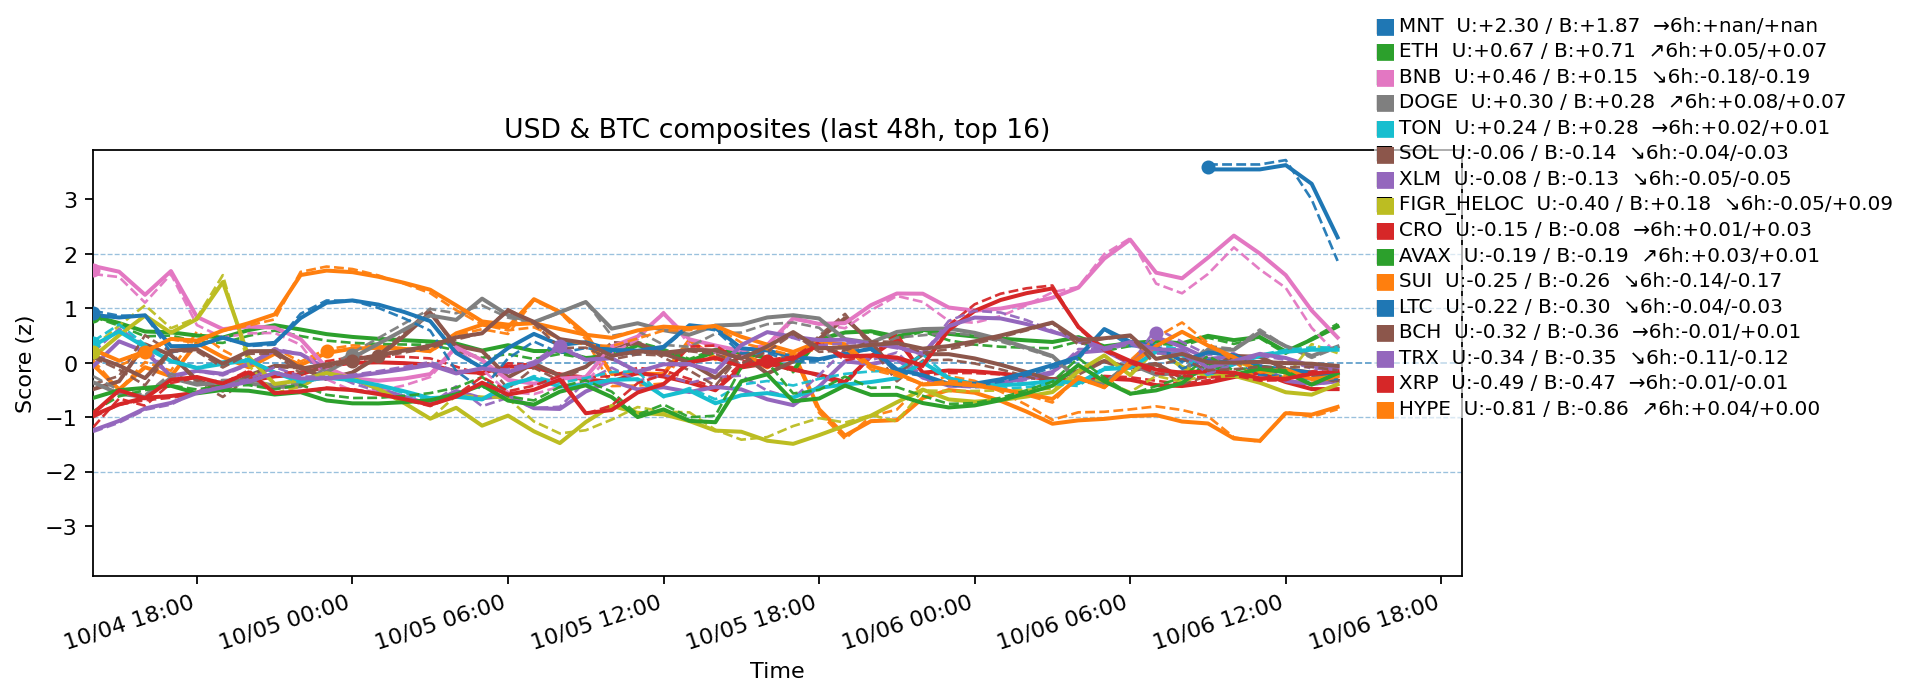 MNT  U:+2.30 / B:+1.87  →6h:+nan/+nan
ETH  U:+0.67 / B:+0.71  ↗6h:+0.05/+0.07
BNB  U:+0.46 / B:+0.15  ↘6h:-0.18/-0.19
DOGE  U:+0.30 / B:+0.28  ↗6h:+0.08/+0.07
TON  U:+0.24 / B:+0.28  →6h:+0.02/+0.01
SOL  U:-0.06 / B:-0.14  ↘6h:-0.04/-0.03
XLM  U:-0.08 / B:-0.13  ↘6h:-0.05/-0.05
FIGR_HELOC  U:-0.40 / B:+0.18  ↘6h:-0.05/+0.09
CRO  U:-0.15 / B:-0.08  →6h:+0.01/+0.03
AVAX  U:-0.19 / B:-0.19  ↗6h:+0.03/+0.01
SUI  U:-0.25 / B:-0.26  ↘6h:-0.14/-0.17
LTC  U:-0.22 / B:-0.30  ↘6h:-0.04/-0.03
BCH  U:-0.32 / B:-0.36  →6h:-0.01/+0.01
TRX  U:-0.34 / B:-0.35  ↘6h:-0.11/-0.12
XRP  U:-0.49 / B:-0.47  →6h:-0.01/-0.01
HYPE  U:-0.81 / B:-0.86  ↗6h:+0.04/+0.00
USD & BTC composites (last 48h, top 16)
Score (z)
3
2
1
0
−1
−2
−3
10/04 18:00
10/05 00:00
10/05 06:00
10/05 12:00
10/05 18:00
10/06 00:00
10/06 06:00
10/06 12:00
10/06 18:00
Time